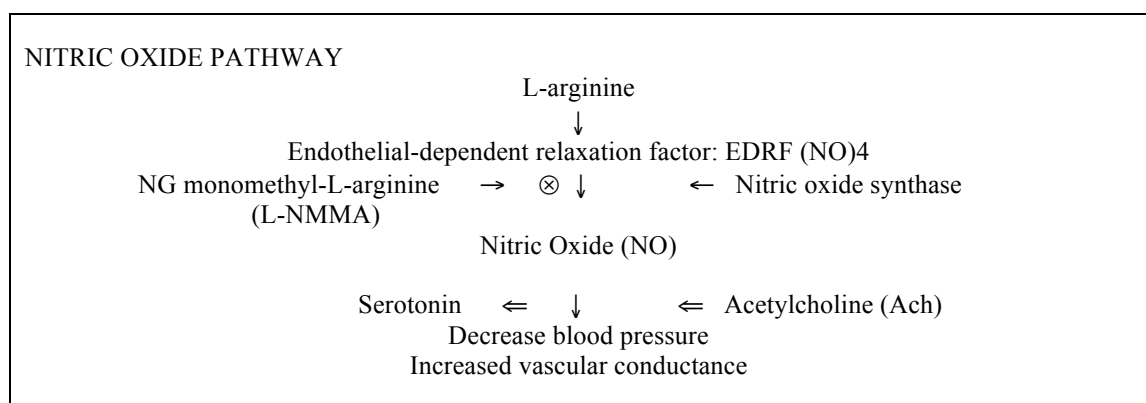 NITRIC OXIDE PATHWAY
L-arginine
↓
Endothelial-dependent relaxation factor: EDRF (NO)4
NG monomethyl-L-arginine → ⊗ ↓ ← Nitric oxide synthase
(L-NMMA)
Nitric Oxide (NO)
Serotonin ⇐ ↓ ⇐ Acetylcholine (Ach)
Decrease blood pressure
Increased vascular conductance